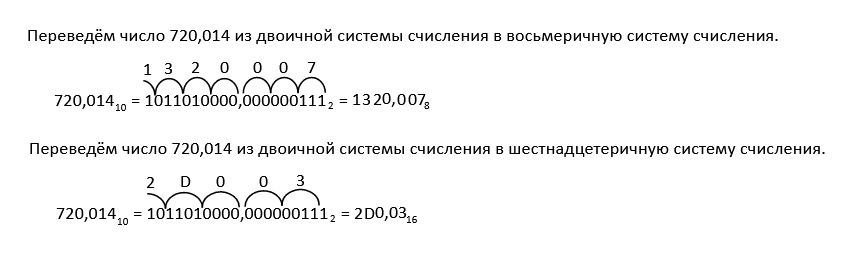 Переведём число 720,014 из двоичной системы счисления в восьмеричную систему счисления.
1 3 2 0 0 0 7
720,014₁₀ = 1011010000,000000111₂ = 1320,007₈
Переведём число 720,014 из двоичной системы счисления в шестнадцетеричную систему счисления.
2 D 0 0 3
720,014₁₀ = 1011010000,000000111₂ = 2D0,03₁₆